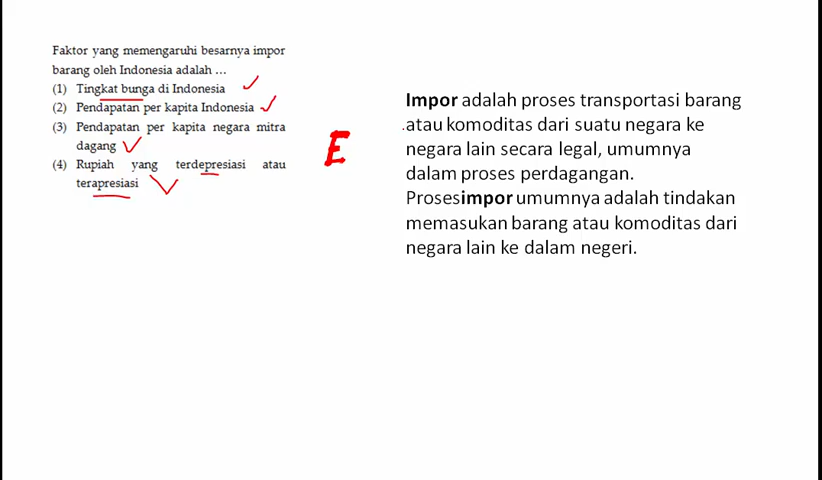 Faktor yang memengaruhi besarnya impor
barang oleh Indonesia adalah ...
(1) Tingkat bunga di Indonesia
(2) Pendapatan per kapita Indonesia
(3) Pendapatan per kapita negara mitra
dagang
(4) Rupiah yang terdepresiasi atau
terapresiasi
E
Impor adalah proses transportasi barang
atau komoditas dari suatu negara ke
negara lain secara legal, umumnya
dalam proses perdagangan.
Prosesimpor umumnya adalah tindakan
memasukan barang atau komoditas dari
negara lain ke dalam negeri.